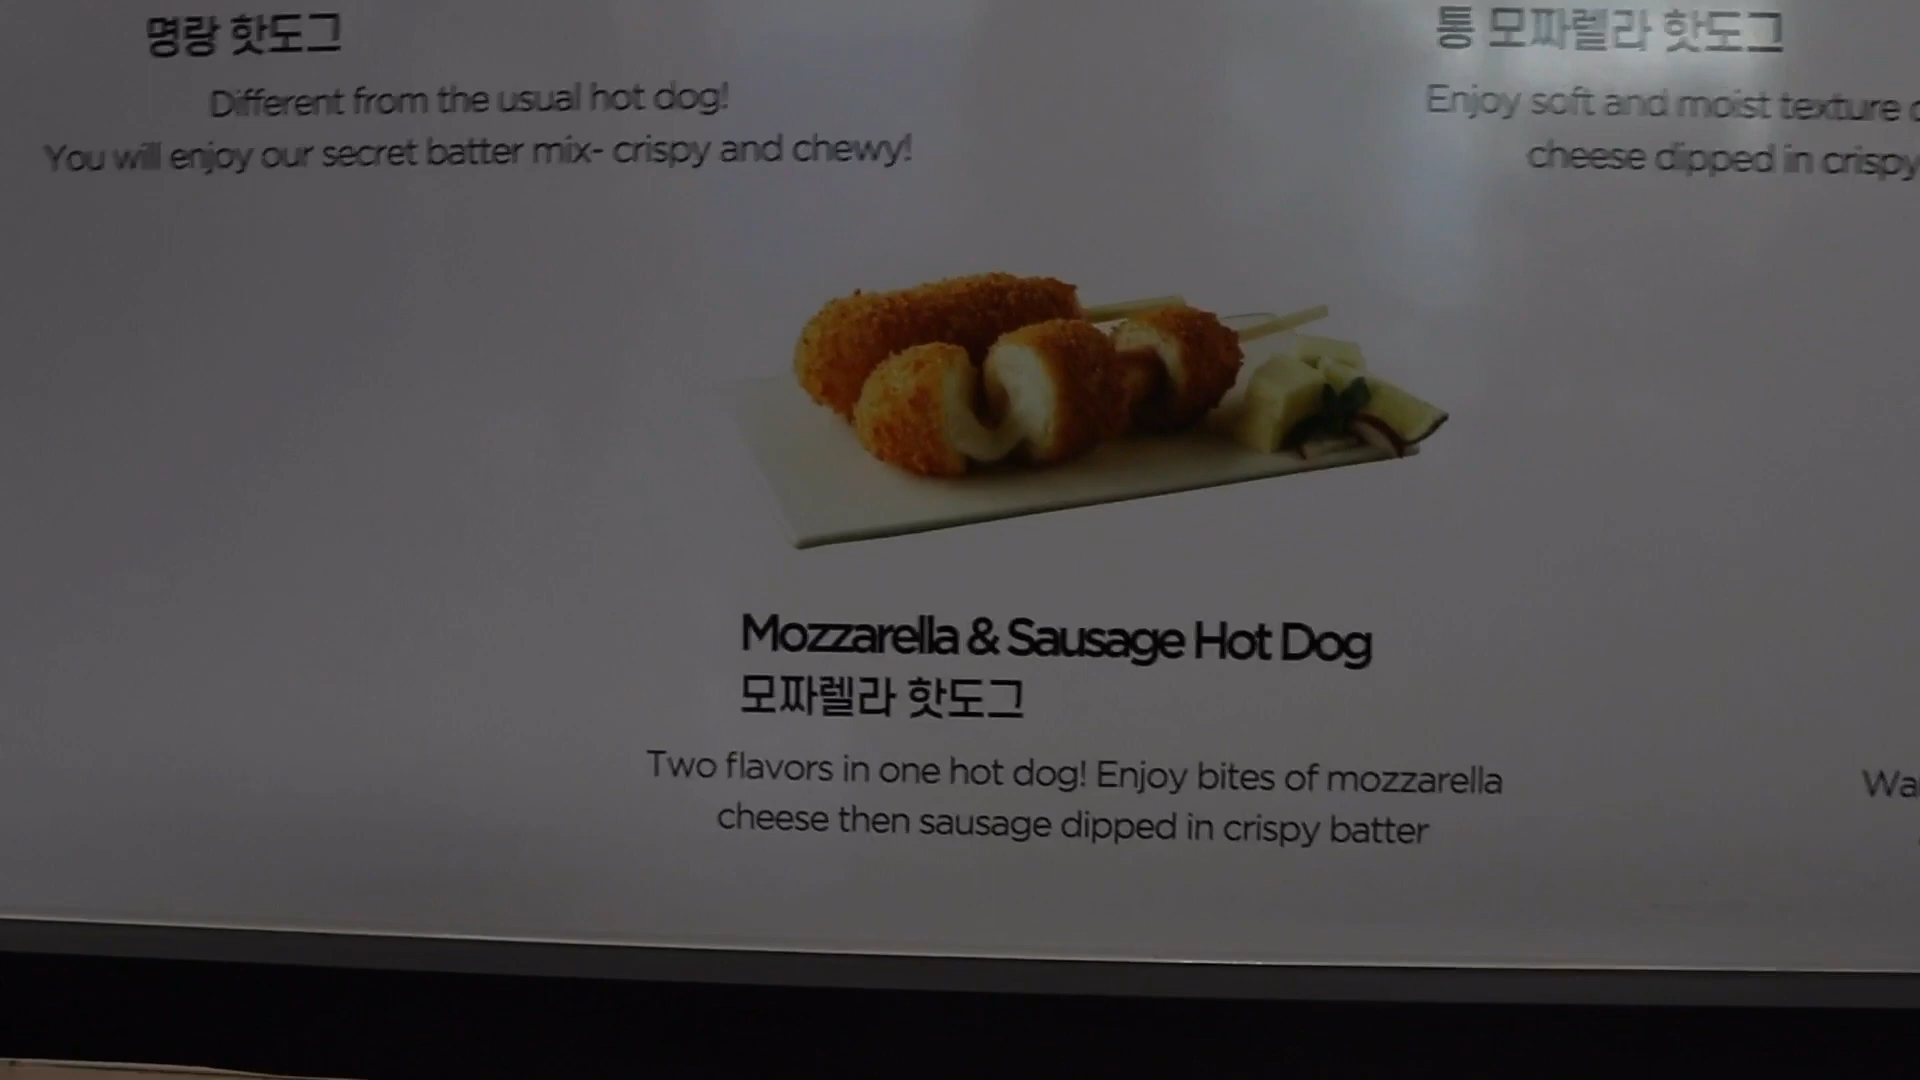 명랑 핫도그
Different from the usual hot dog!
You will enjoy our secret batter mix- crispy and chewy!
통 모짜렐라 핫도그
Enjoy soft and moist texture
cheese dipped in crispy
Mozzarella & Sausage Hot Dog
모짜렐라 핫도그
Two flavors in one hot dog! Enjoy bites of mozzarella
cheese then sausage dipped in crispy batter